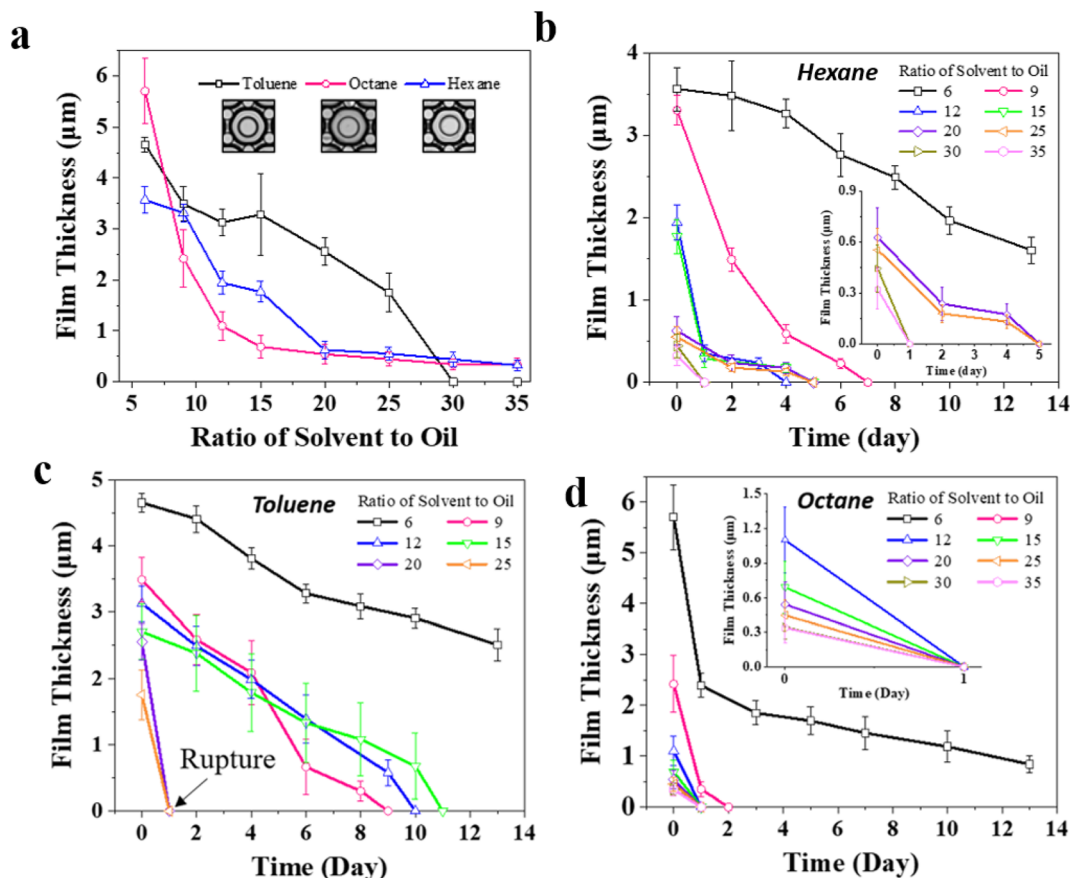 a
Film Thickness (μm)
6
5
4
3
2
1
0
Toluene Octane Hexane
5 10 15 20 25 30 35
Ratio of Solvent to Oil
b
Film Thickness (μm)
4
3
2
1
0
Hexane
Ratio of Solvent to Oil
6 9
12 15
20 25
30 35
Film Thickness (μm)
0.9
0.6
0.3
0.0
0 1 2 3 4 5
Time (day)
0 2 4 6 8 10 12 14
Time (day)
c
Film Thickness (μm)
5
4
3
2
1
0
Toluene
Ratio of Solvent to Oil
6 9
12 15
20 25
Rupture
0 2 4 6 8 10 12 14
Time (Day)
d
Film Thickness (μm)
6
5
4
3
2
1
0
Octane
Ratio of Solvent to Oil
6 9
12 15
20 25
30 35
Film Thickness (μm)
1.5
1.2
0.9
0.6
0.3
0.0
0 1
Time (Day)
0 2 4 6 8 10 12 14
Time (Day)